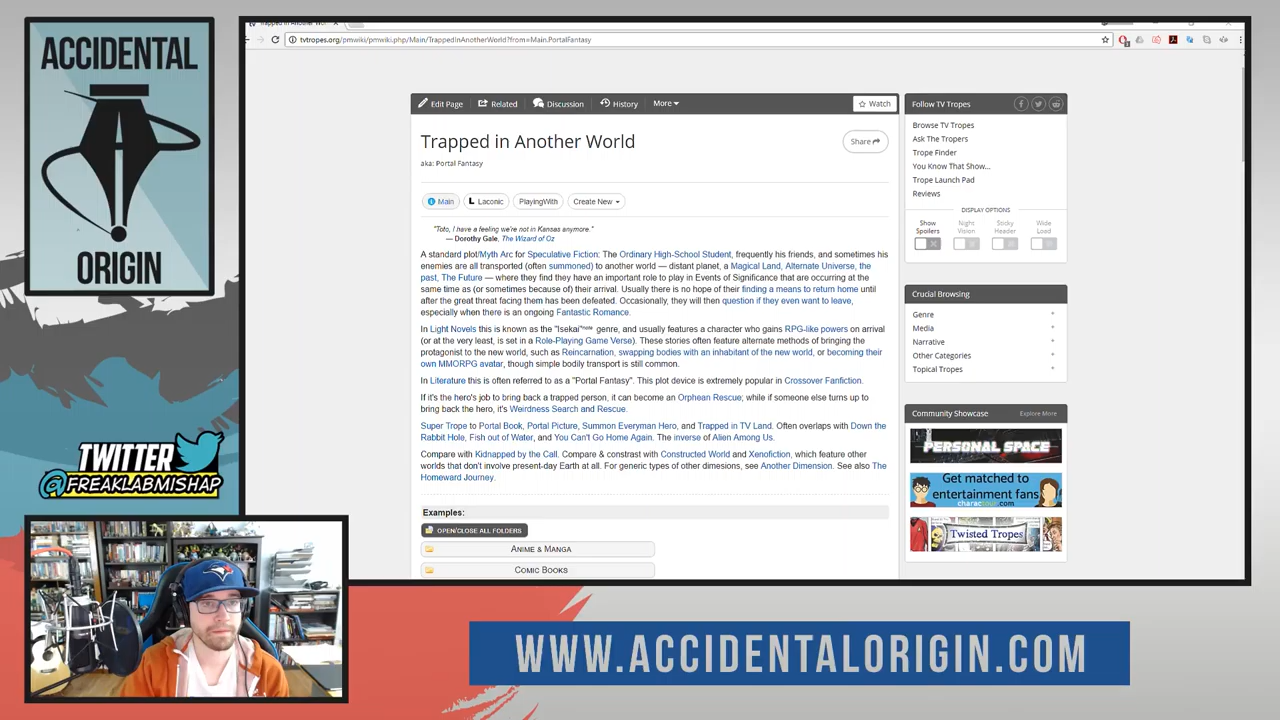 ACCIDENTAL
ORIGIN
TWITTER
@FREAKLABMISHAP
tvtropes.org/pmwiki/pmwiki.php/Main/TrappedInAnotherWorld?from=Main.PortalFantasy
Edit Page Related Discussion History More Watch
Trapped in Another World
Share
aka: Portal Fantasy
Main L Laconic PlayingWith Create New
"Toto, I have a feeling we're not in Kansas anymore."
— Dorothy Gale, The Wizard of Oz
A standard plot/Myth Arc for Speculative Fiction: The Ordinary High-School Student, frequently his friends, and sometimes his
enemies are all transported (often summoned) to another world — distant planet, a Magical Land, Alternate Universe, the
past, The Future — where they find they have an important role to play in Events of Significance that are occurring at the
same time as (or sometimes because of) their arrival. Usually there is no hope of their finding a means to return home until
after the great threat facing them has been defeated. Occasionally, they will then question if they even want to leave,
especially when there is an ongoing Fantastic Romance.
In Light Novels this is known as the "Isekai"note genre, and usually features a character who gains RPG-like powers on arrival
(or at the very least, is set in a Role-Playing Game Verse). These stories often feature alternate methods of bringing the
protagonist to the new world, such as Reincarnation, swapping bodies with an inhabitant of the new world, or becoming their
own MMORPG avatar, though simple bodily transport is still common.
In Literature this is often referred to as a "Portal Fantasy". This plot device is extremely popular in Crossover Fanfiction.
If it's the hero's job to bring back a trapped person, it can become an Orphean Rescue; while if someone else turns up to
bring back the hero, it's Weirdness Search and Rescue.
Super Trope to Portal Book, Portal Picture, Summon Everyman Hero, and Trapped in TV Land. Often overlaps with Down the
Rabbit Hole, Fish out of Water, and You Can't Go Home Again. The inverse of Alien Among Us.
Compare with Kidnapped by the Call. Compare & constrast with Constructed World and Xenofiction, which feature other
worlds that don't involve present-day Earth at all. For generic types of other dimesions, see Another Dimension. See also The
Homeward Journey.
Examples:
OPEN/CLOSE ALL FOLDERS
ANIME & MANGA
COMIC BOOKS
Follow TV Tropes
Browse TV Tropes
Ask The Tropers
Trope Finder
You Know That Show...
Trope Launch Pad
Reviews
DISPLAY OPTIONS
Show Spoilers
Night Vision
Sticky Header
Wide Load
Crucial Browsing
Genre
Media
Narrative
Other Categories
Topical Tropes
Community Showcase Explore More
PERSONAL SPACE
Get matched to
entertainment fans
charactour.com
Twisted Tropes
WWW.ACCIDENTALORIGIN.COM